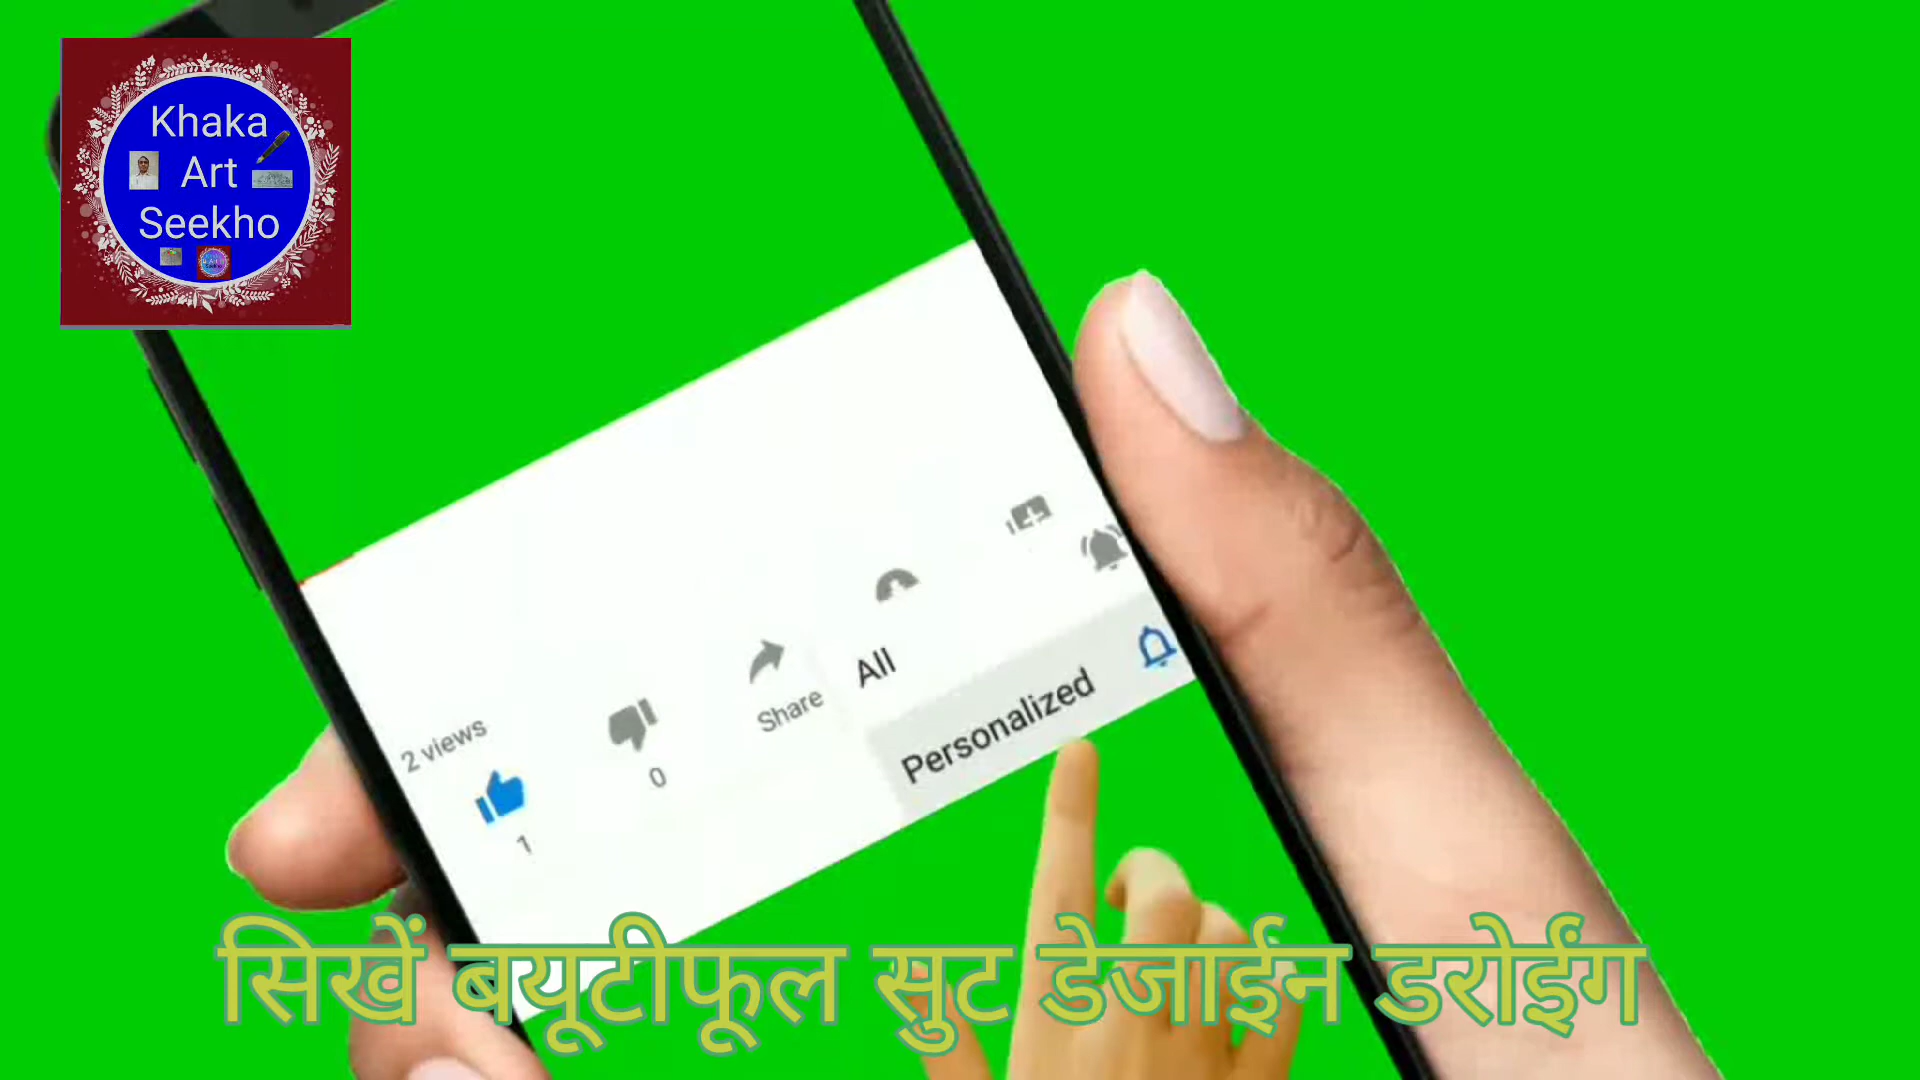 Khaka
Art
Seekho
2 views
1
0
Share
All
Personalized
सिखें बयूटीफूल सुट डेजाईन डरोईंग